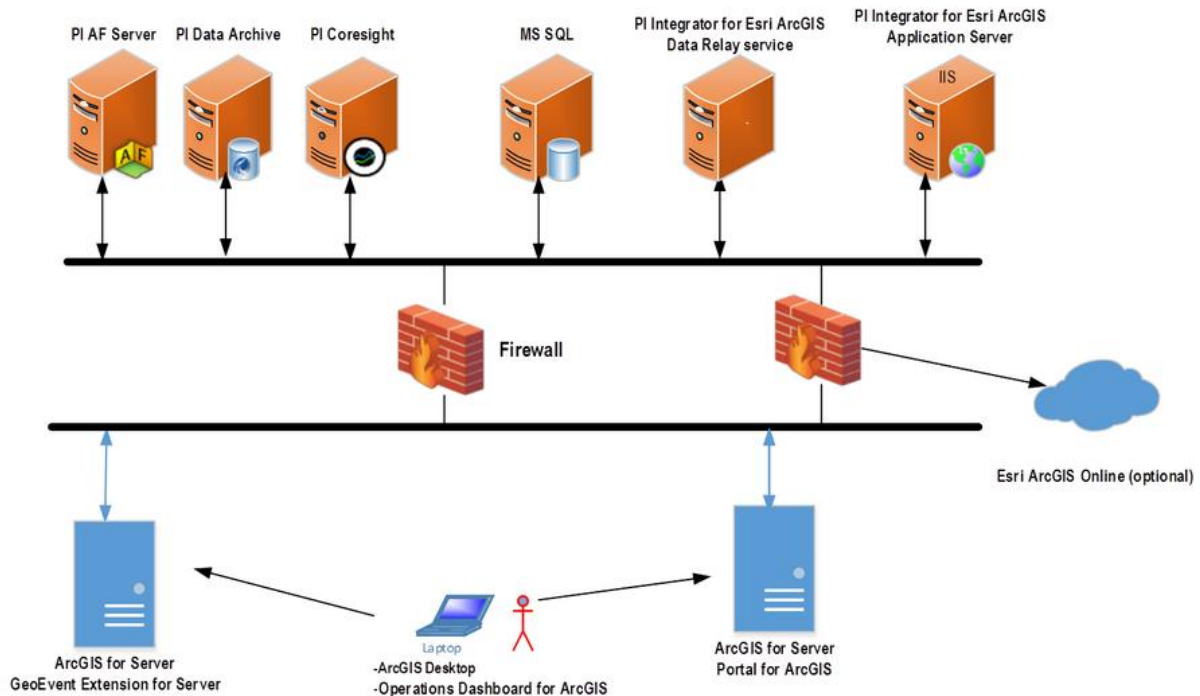 PI AF Server
PI Data Archive
PI Coresight
MS SQL
PI Integrator for Esri ArcGIS
Data Relay service
PI Integrator for Esri ArcGIS
Application Server
IIS
A F
Firewall
Esri ArcGIS Online (optional)
ArcGIS for Server
GeoEvent Extension for Server
Laptop
-ArcGIS Desktop
-Operations Dashboard for ArcGIS
ArcGIS for Server
Portal for ArcGIS